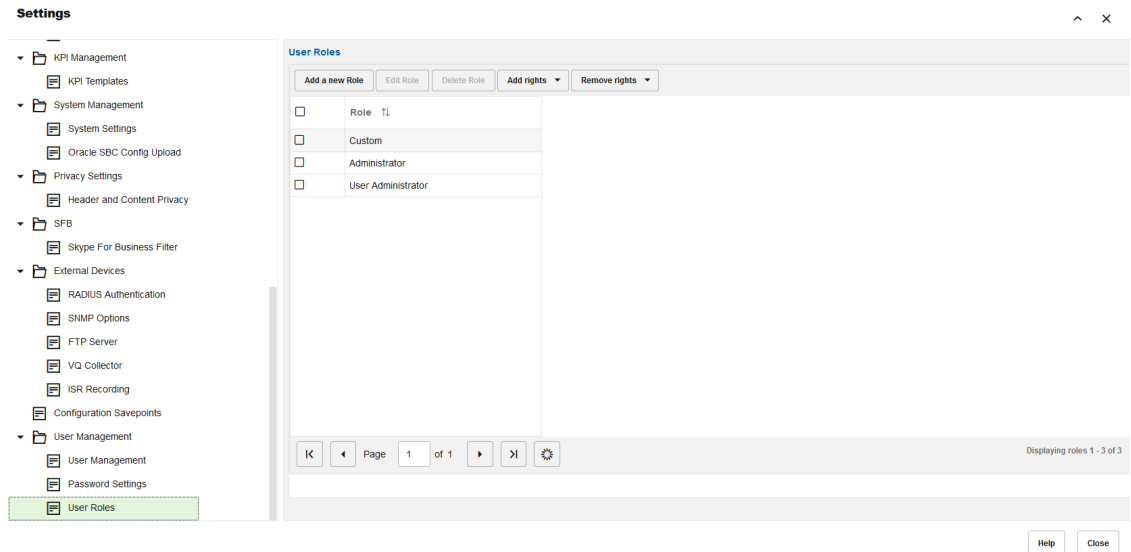 Settings
KPI Management
KPI Templates
System Management
System Settings
Oracle SBC Config Upload
Privacy Settings
Header and Content Privacy
SFB
Skype For Business Filter
External Devices
RADIUS Authentication
SNMP Options
FTP Server
VQ Collector
ISR Recording
Configuration Savepoints
User Management
User Management
Password Settings
User Roles
User Roles
Add a new Role Edit Role Delete Role Add rights Remove rights
Role
Custom
Administrator
User Administrator
Page 1 of 1 Displaying roles 1 - 3 of 3
Help Close